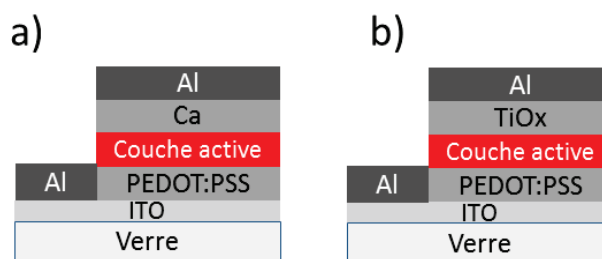 a)
Al
Ca
Couche active
Al
PEDOT:PSS
ITO
Verre
b)
Al
TiOx
Couche active
Al
PEDOT:PSS
ITO
Verre